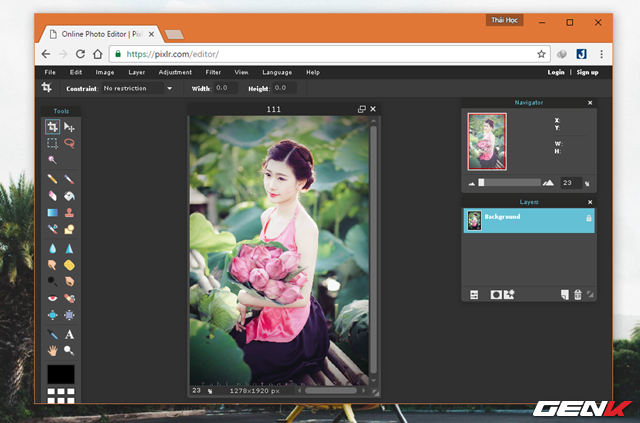 Thái Học
Online Photo Editor | Pixl
https://pixlr.com/editor/
File Edit Image Layer Adjustment Filter View Language Help Login | Sign up
Constraint: No restriction Width: 0.0 Height: 0.0
Tools
111
Navigator
X:
Y:
W:
H:
23 %
Layers
Background
23 % 1278x1920 px
GENK